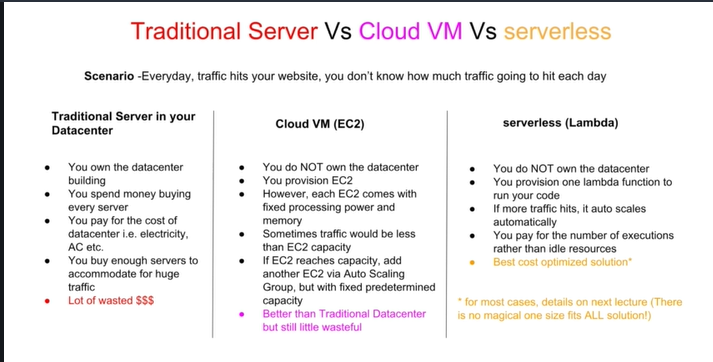 Traditional Server Vs Cloud VM Vs serverless
Scenario -Everyday, traffic hits your website, you don't know how much traffic going to hit each day
Traditional Server in your
Datacenter
● You own the datacenter
building
● You spend money buying
every server
● You pay for the cost of
datacenter i.e. electricity,
AC etc.
● You buy enough servers to
accommodate for huge
traffic
● Lot of wasted $$$
Cloud VM (EC2)
● You do NOT own the datacenter
● You provision EC2
● However, each EC2 comes with
fixed processing power and
memory
● Sometimes traffic would be less
than EC2 capacity
● If EC2 reaches capacity, add
another EC2 via Auto Scaling
Group, but with fixed predetermined
capacity
● Better than Traditional Datacenter
but still little wasteful
serverless (Lambda)
● You do NOT own the datacenter
● You provision one lambda function to
run your code
● If more traffic hits, it auto scales
automatically
● You pay for the number of executions
rather than idle resources
● Best cost optimized solution*
* for most cases, details on next lecture (There
is no magical one size fits ALL solution!)